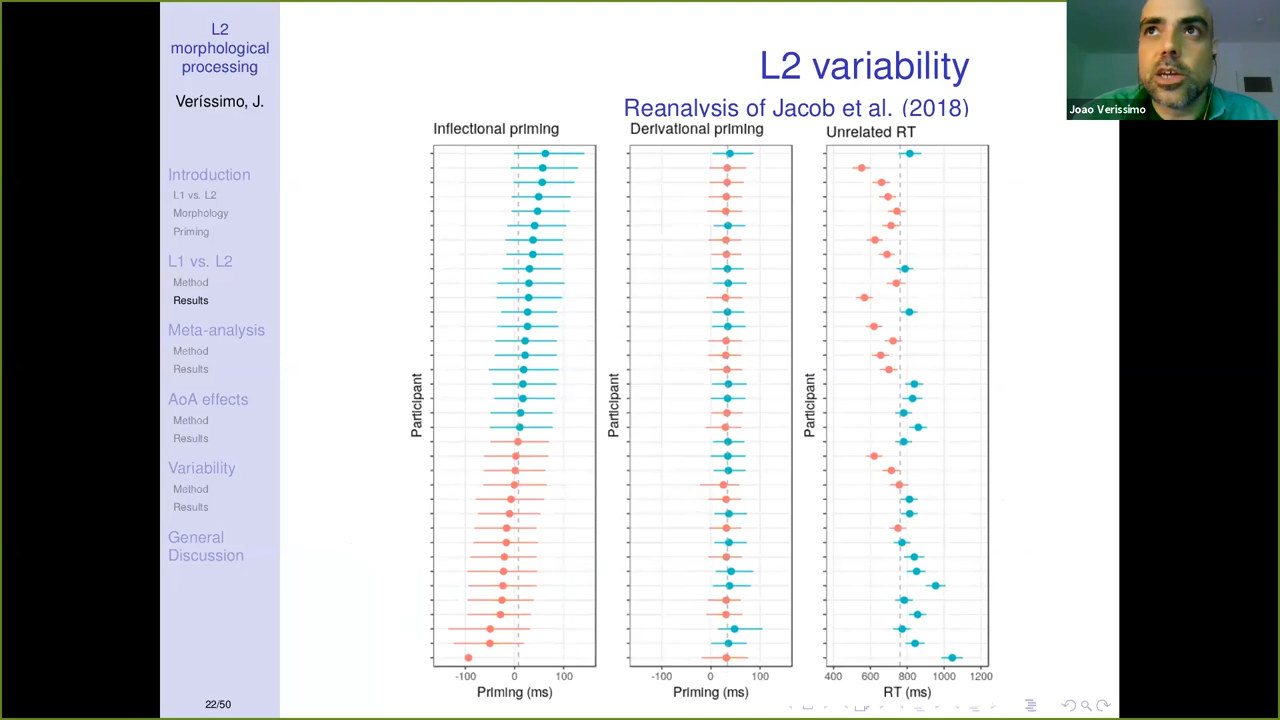 L2
morphological
processing
Veríssimo, J.
Introduction
L1 vs. L2
Morphology
Priming
L1 vs. L2
Method
Results
Meta-analysis
Method
Results
AoA effects
Method
Results
Variability
Method
Results
General
Discussion
22/50
L2 variability
Reanalysis of Jacob et al. (2018)
Inflectional priming
Participant
-100 0 100
Priming (ms)
Derivational priming
Participant
-100 0 100
Priming (ms)
Unrelated RT
Participant
400 600 800 1000 1200
RT (ms)
Joao Verissimo